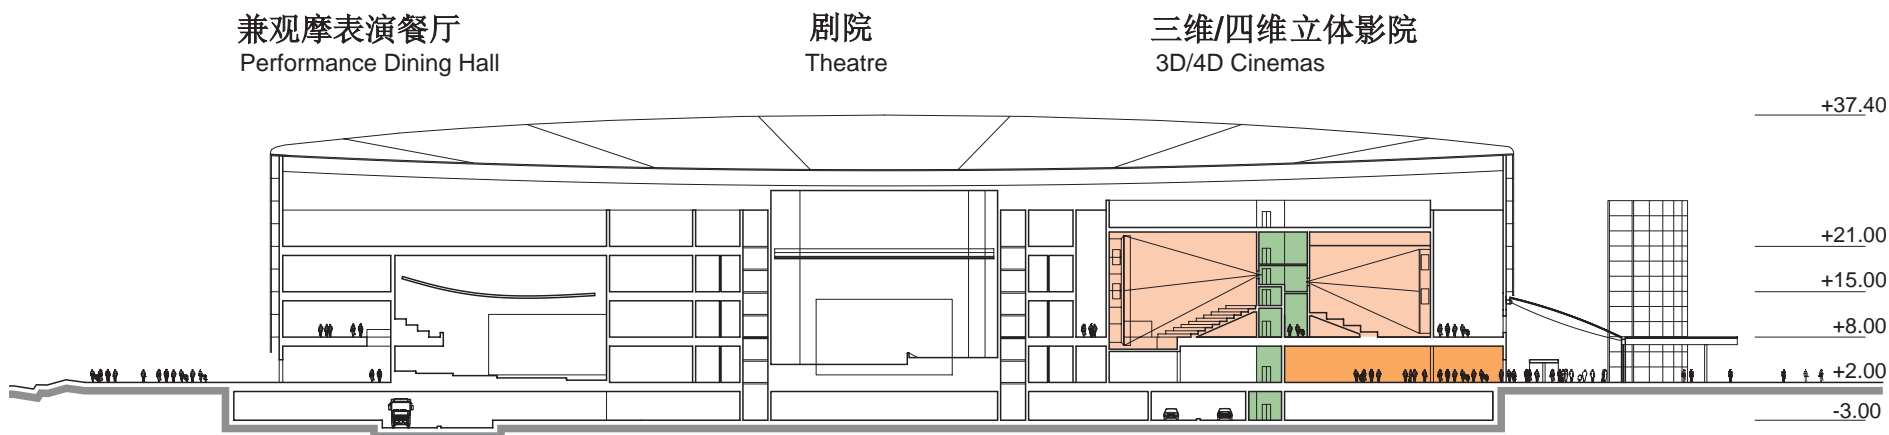 兼观摩表演餐厅
Performance Dining Hall
剧院
Theatre
三维/四维立体影院
3D/4D Cinemas
+37.40
+21.00
+15.00
+8.00
+2.00
-3.00